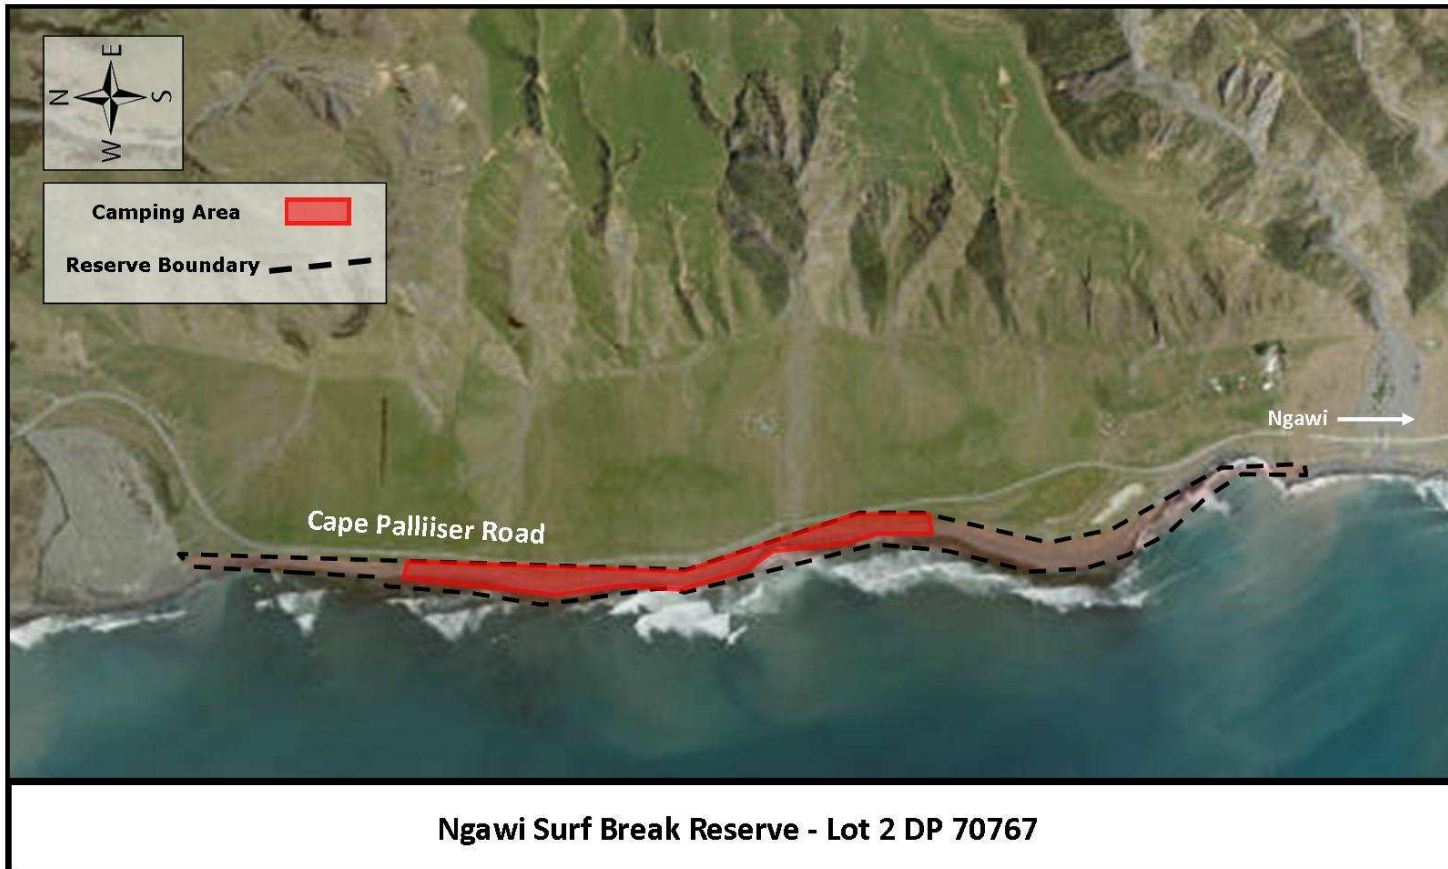 E
N
S
W
Camping Area
Reserve Boundary
Ngawi
Cape Palliiser Road
Ngawi Surf Break Reserve - Lot 2 DP 70767